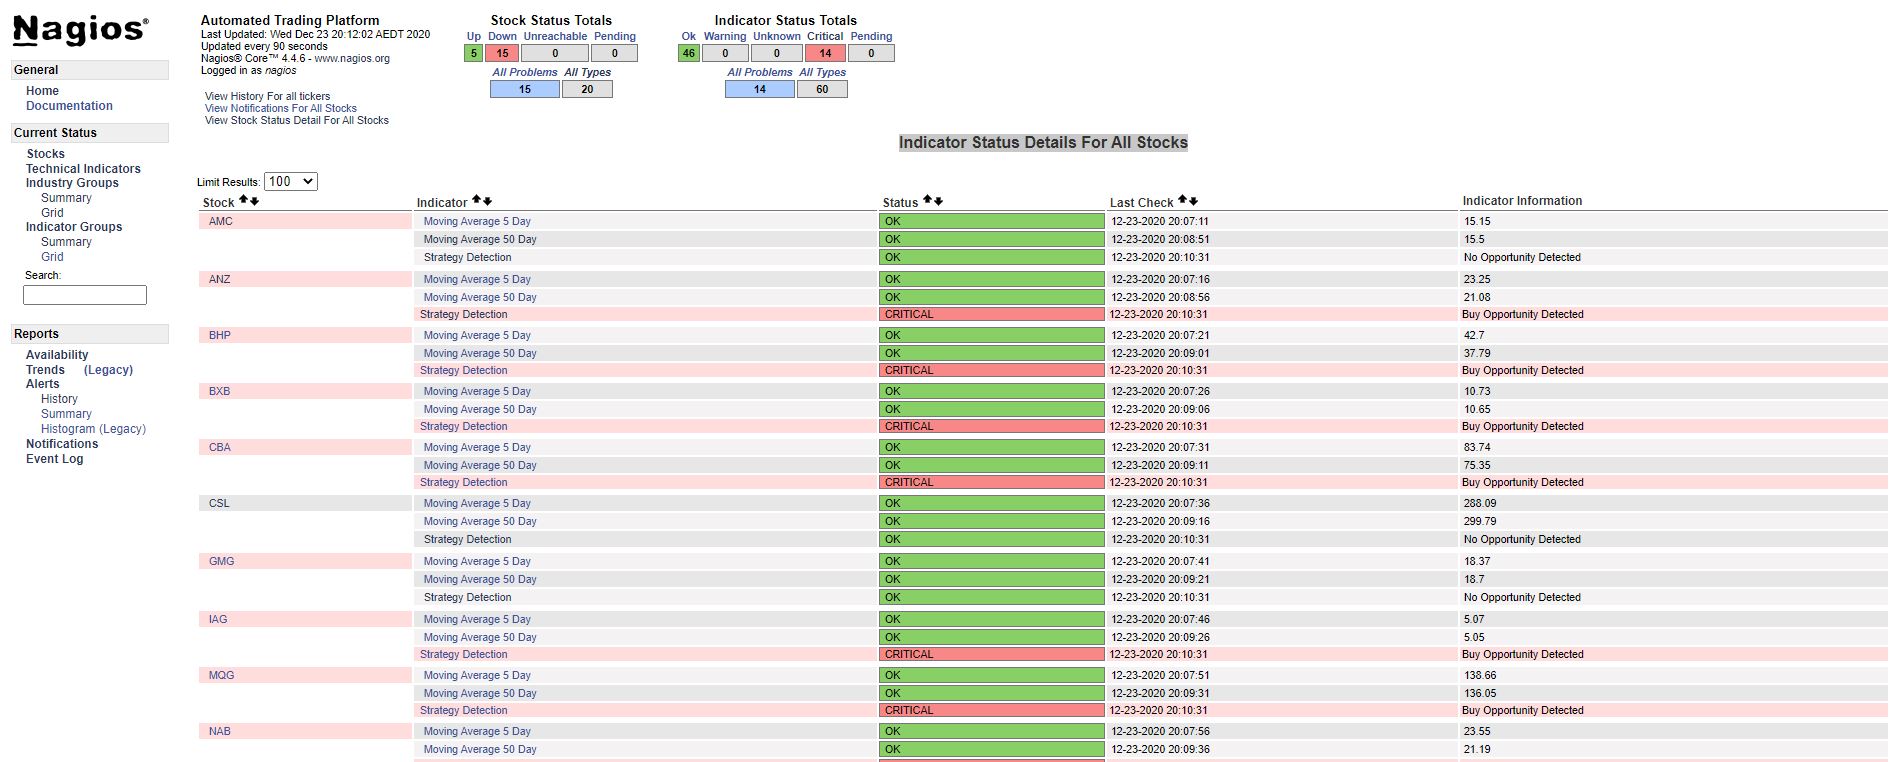 Nagios®
General
Home
Documentation
Current Status
Stocks
Technical Indicators
Industry Groups
Summary
Grid
Indicator Groups
Summary
Grid
Search:
Reports
Availability
Trends (Legacy)
Alerts
History
Summary
Histogram (Legacy)
Notifications
Event Log
Automated Trading Platform
Last Updated: Wed Dec 23 20:12:02 AEDT 2020
Updated every 90 seconds
Nagios® Core™ 4.4.6 - www.nagios.org
Logged in as nagios
View History For all tickers
View Notifications For All Stocks
View Stock Status Detail For All Stocks
Stock Status Totals
Up Down Unreachable Pending
5 15 0 0
All Problems All Types
15 20
Indicator Status Totals
Ok Warning Unknown Critical Pending
46 0 0 14 0
All Problems All Types
14 60
Indicator Status Details For All Stocks
Limit Results: 100
Stock Indicator Status Last Check Indicator Information
AMC Moving Average 5 Day OK 12-23-2020 20:07:11 15.15
Moving Average 50 Day OK 12-23-2020 20:08:51 15.5
Strategy Detection OK 12-23-2020 20:10:31 No Opportunity Detected
ANZ Moving Average 5 Day OK 12-23-2020 20:07:16 23.25
Moving Average 50 Day OK 12-23-2020 20:08:56 21.08
Strategy Detection CRITICAL 12-23-2020 20:10:31 Buy Opportunity Detected
BHP Moving Average 5 Day OK 12-23-2020 20:07:21 42.7
Moving Average 50 Day OK 12-23-2020 20:09:01 37.79
Strategy Detection CRITICAL 12-23-2020 20:10:31 Buy Opportunity Detected
BXB Moving Average 5 Day OK 12-23-2020 20:07:26 10.73
Moving Average 50 Day OK 12-23-2020 20:09:06 10.65
Strategy Detection CRITICAL 12-23-2020 20:10:31 Buy Opportunity Detected
CBA Moving Average 5 Day OK 12-23-2020 20:07:31 83.74
Moving Average 50 Day OK 12-23-2020 20:09:11 75.35
Strategy Detection CRITICAL 12-23-2020 20:10:31 Buy Opportunity Detected
CSL Moving Average 5 Day OK 12-23-2020 20:07:36 288.09
Moving Average 50 Day OK 12-23-2020 20:09:16 299.79
Strategy Detection OK 12-23-2020 20:10:31 No Opportunity Detected
GMG Moving Average 5 Day OK 12-23-2020 20:07:41 18.37
Moving Average 50 Day OK 12-23-2020 20:09:21 18.7
Strategy Detection OK 12-23-2020 20:10:31 No Opportunity Detected
IAG Moving Average 5 Day OK 12-23-2020 20:07:46 5.07
Moving Average 50 Day OK 12-23-2020 20:09:26 5.05
Strategy Detection CRITICAL 12-23-2020 20:10:31 Buy Opportunity Detected
MQG Moving Average 5 Day OK 12-23-2020 20:07:51 138.66
Moving Average 50 Day OK 12-23-2020 20:09:31 136.05
Strategy Detection CRITICAL 12-23-2020 20:10:31 Buy Opportunity Detected
NAB Moving Average 5 Day OK 12-23-2020 20:07:56 23.55
Moving Average 50 Day OK 12-23-2020 20:09:36 21.19